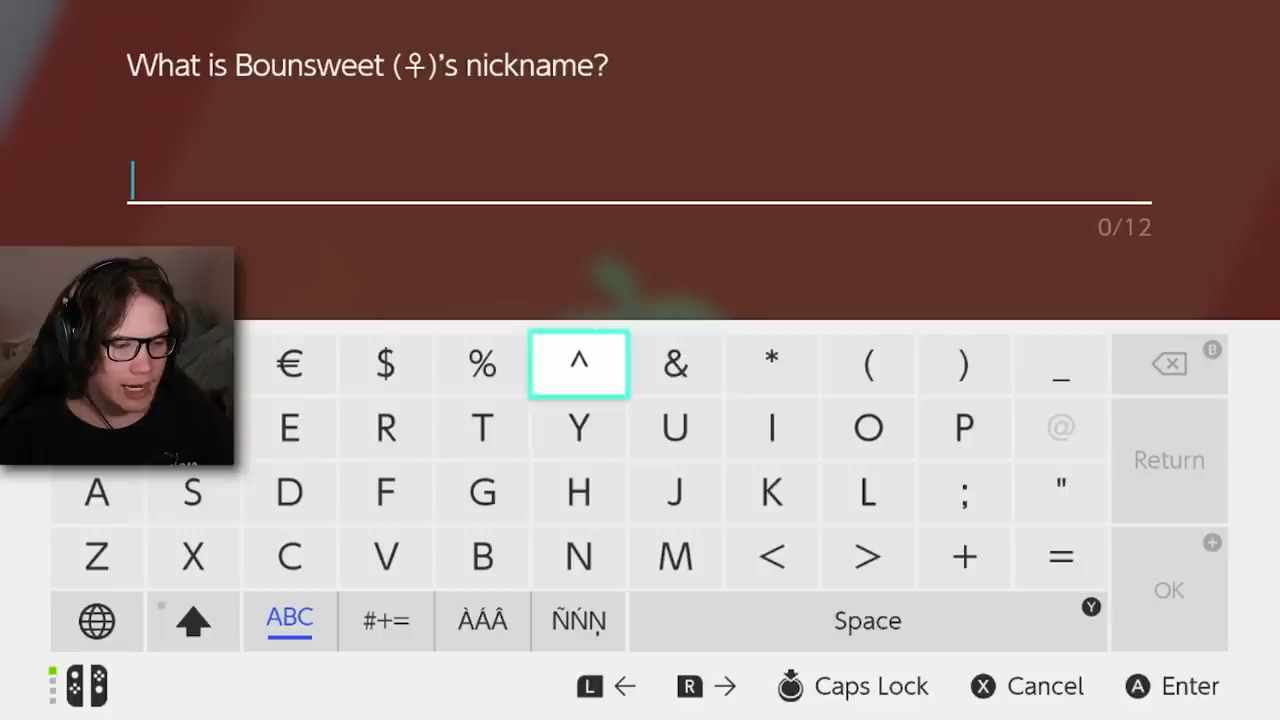 What is Bounsweet (♀)'s nickname?
0/12
€ $ % ^ & * ( ) _
B
E R T Y U I O P @
Return
A S D F G H J K L ; "
Z X C V B N M < > + =
+
OK
ABC #+= ÀÁÂ ÑŃŅ Space Y
L ← R → Caps Lock X Cancel A Enter